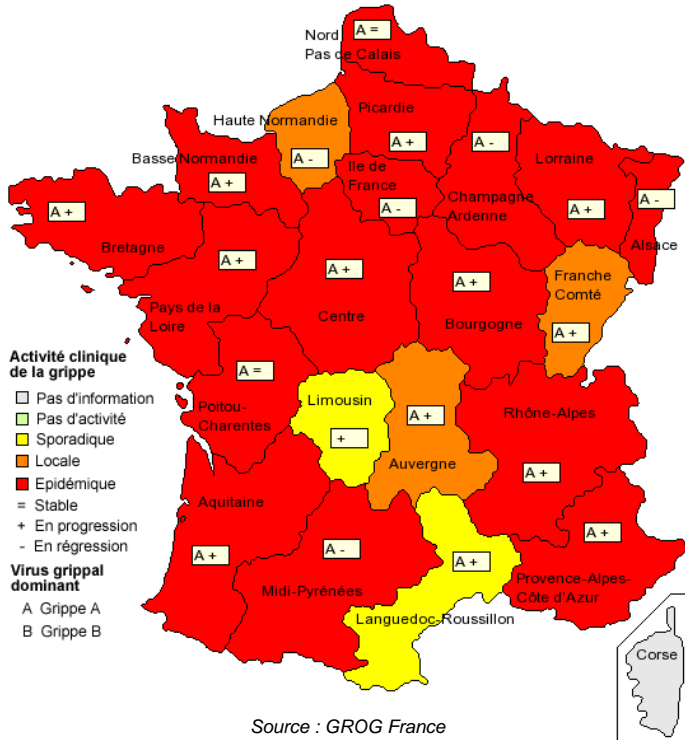 A =
Nord
Pas de Calais
Haute Normandie
Picardie
A -
A +
A -
Basse Normandie
A +
Ile de
France
A -
Lorraine
A +
Champagne
Ardenne
A -
Alsace
A +
Bretagne
A +
Pays de la
Loire
A +
Centre
A +
Bourgogne
Franche
Comté
A +
A =
Poitou-
Charentes
Limousin
+
A +
Auvergne
Rhône-Alpes
A +
Aquitaine
A +
A -
Midi-Pyrénées
A +
Languedoc-Roussillon
A +
Provence-Alpes-
Côte d'Azur
Corse
Activité clinique
de la grippe
Pas d'information
Pas d'activité
Sporadique
Locale
Epidémique
= Stable
+ En progression
- En régression
Virus grippal
dominant
A Grippe A
B Grippe B
Source : GROG France